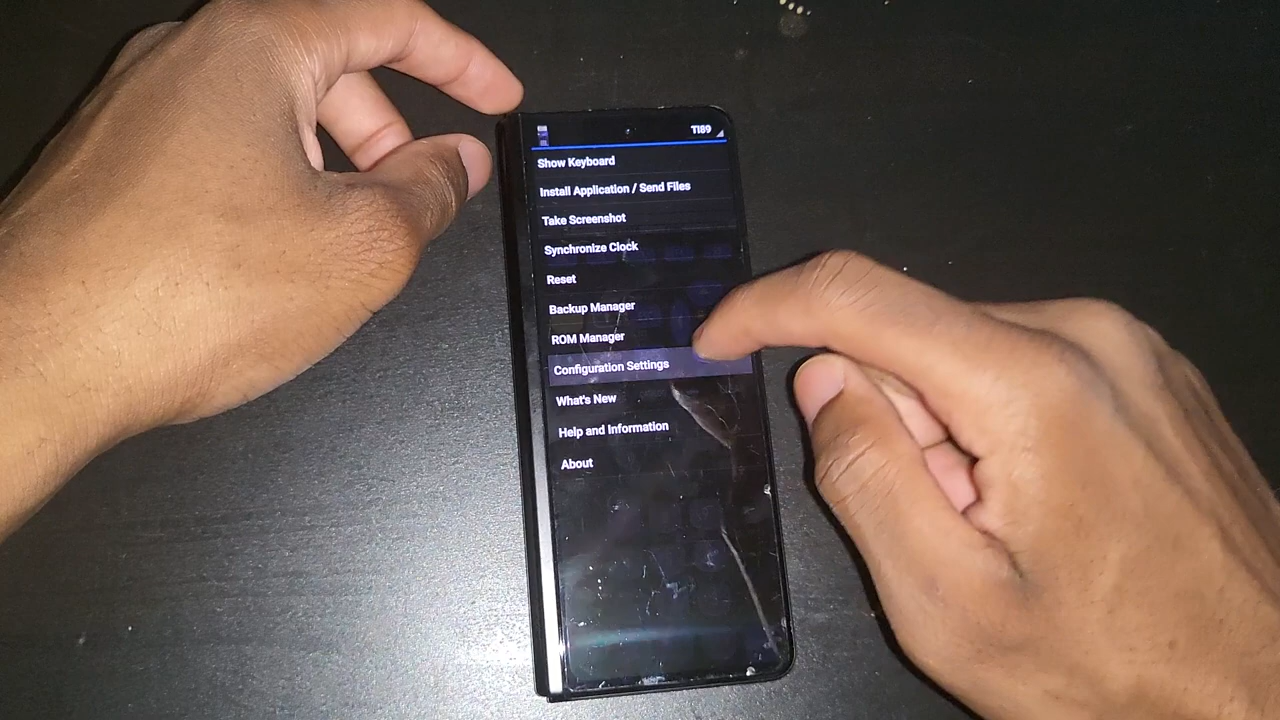 TI89
Show Keyboard
Install Application / Send Files
Take Screenshot
Synchronize Clock
Reset
Backup Manager
ROM Manager
Configuration Settings
What's New
Help and Information
About